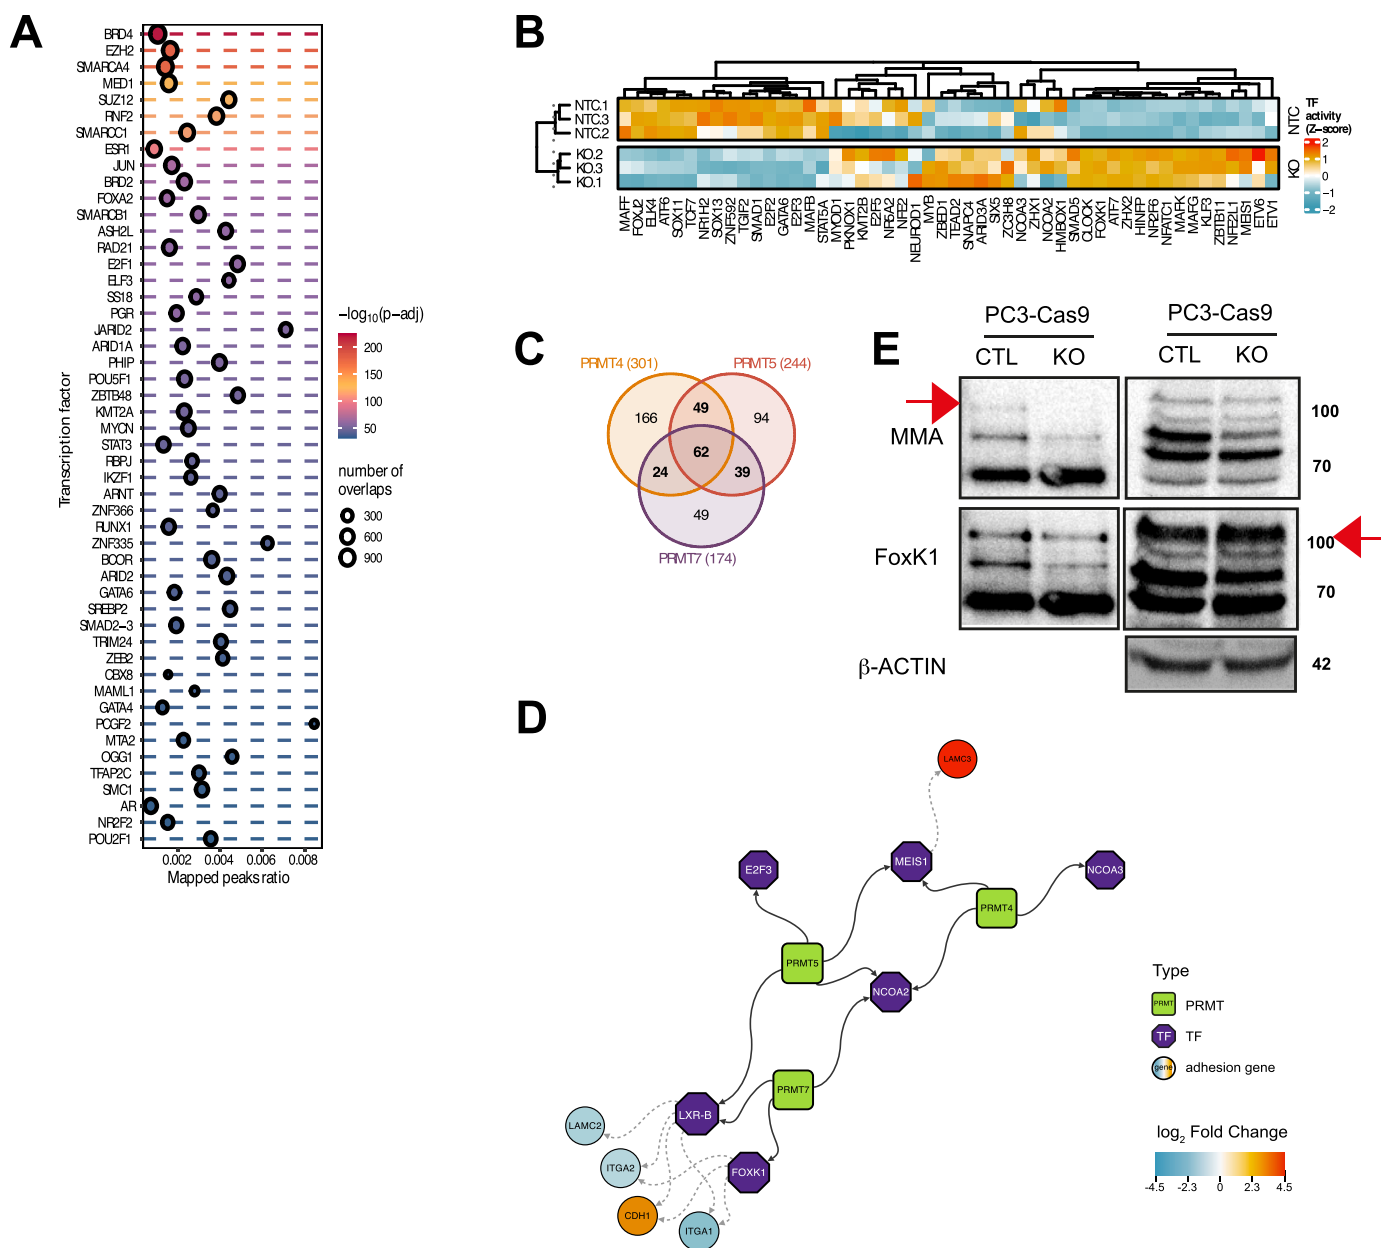 A
BRD4
EZH2
SMARCA4
MED1
SUZ12
RNF2
SMARCC1
ESR1
JUN
BRD2
FOXA2
SMARCB1
ASH2L
RAD21
E2F1
ELF3
SS18
PGR
JARID2
ARID1A
PHIP
POU5F1
ZBTB48
KMT2A
MYCN
STAT3
RBPJ
IKZF1
ARNT
ZNF366
RUNX1
ZNF335
BCOR
ARID2
GATA6
SREBP2
SMAD2-3
TRIM24
ZEB2
CBX8
MAML1
GATA4
PCGF2
MTA2
OGG1
TFAP2C
SMC1
AR
NR2F2
POU2F1
Transcription factor
0.002 0.004 0.006 0.008
Mapped peaks ratio
-log10(p-adj)
200
150
100
50
number of
overlaps
300
600
900
B
NTC.1
NTC.3
NTC.2
KO.2
KO.3
KO.1
NTC
KO
TF
activity
(Z-score)
2
1
0
-1
-2
MAFF
FOXJ2
ELK4
ATF6
SOX11
TCF7
NR1H2
SOX13
ZNF592
TGIF2
SMAD1
E2F2
GATA6
E2F3
MAFB
STAT5A
MYOD1
PKNOX1
KMT2B
E2F5
NR5A2
NFE2
NEUROD1
MYB
ZBED1
TEAD2
SNAPC4
ARID3A
SIX5
ZC3H8
NCOA3
ZHX1
NCOA2
HMBOX1
SMAD5
CLOCK
FOXK1
ATF7
ZHX2
HINFP
NR2F6
NFATC1
MAFK
MAFG
KLF3
ZBTB11
NFE2L1
MEIS1
ETV6
ETV1
C
PRMT4 (301)
PRMT5 (244)
166
49
94
62
24
39
49
PRMT7 (174)
E
PC3-Cas9 PC3-Cas9
CTL KO CTL KO
MMA
100
70
FoxK1
100
70
β-ACTIN
42
D
LAMC3
E2F3
MEIS1
NCOA3
PRMT4
PRMT5
NCOA2
PRMT7
LXR-B
LAMC2
ITGA2
FOXK1
CDH1
ITGA1
Type
PRMT PRMT
TF TF
gene adhesion gene
log2 Fold Change
-4.5 -2.3 0 2.3 4.5